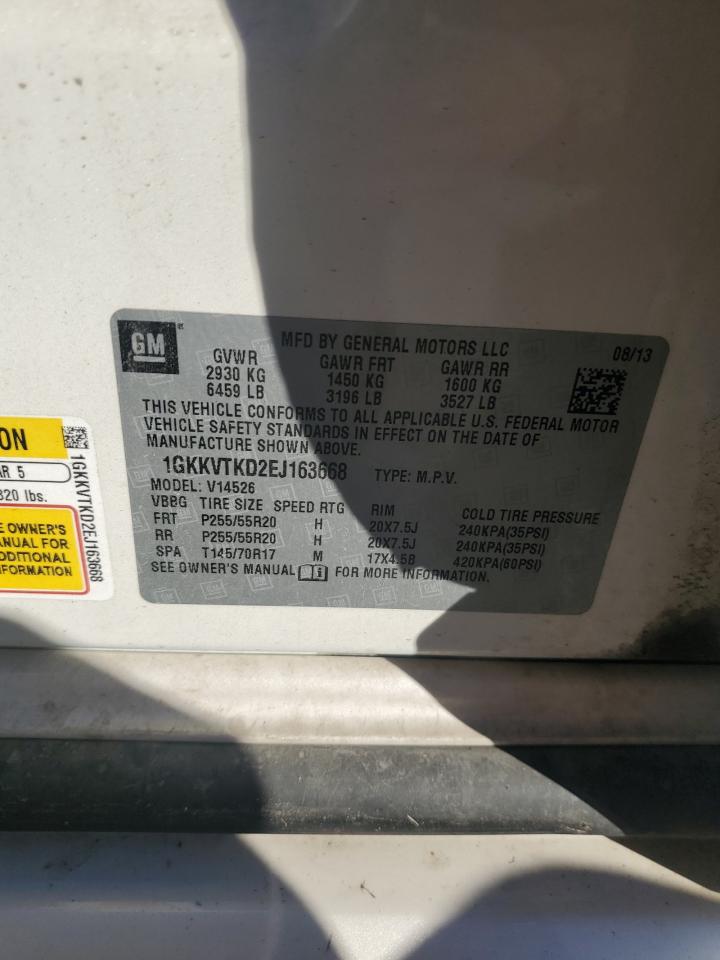 GM
MFD BY GENERAL MOTORS LLC 08/13
GVWR GAWR FRT GAWR RR
2930 KG 1450 KG 1600 KG
6459 LB 3196 LB 3527 LB
THIS VEHICLE CONFORMS TO ALL APPLICABLE U.S. FEDERAL MOTOR
VEHICLE SAFETY STANDARDS IN EFFECT ON THE DATE OF
MANUFACTURE SHOWN ABOVE.
1GKKVTKD2EJ163668 TYPE: M.P.V.
MODEL: V14526
VBBG TIRE SIZE SPEED RTG RIM COLD TIRE PRESSURE
FRT P255/55R20 H 20X7.5J 240KPA(35PSI)
RR P255/55R20 H 20X7.5J 240KPA(35PSI)
SPA T145/70R17 M 17X4.5B 420KPA(60PSI)
SEE OWNER'S MANUAL FOR MORE INFORMATION.
ON
AR 5
320 lbs.
E OWNER'S
ANUAL FOR
DDITIONAL
NFORMATION
1GKKVTKD2EJ163668